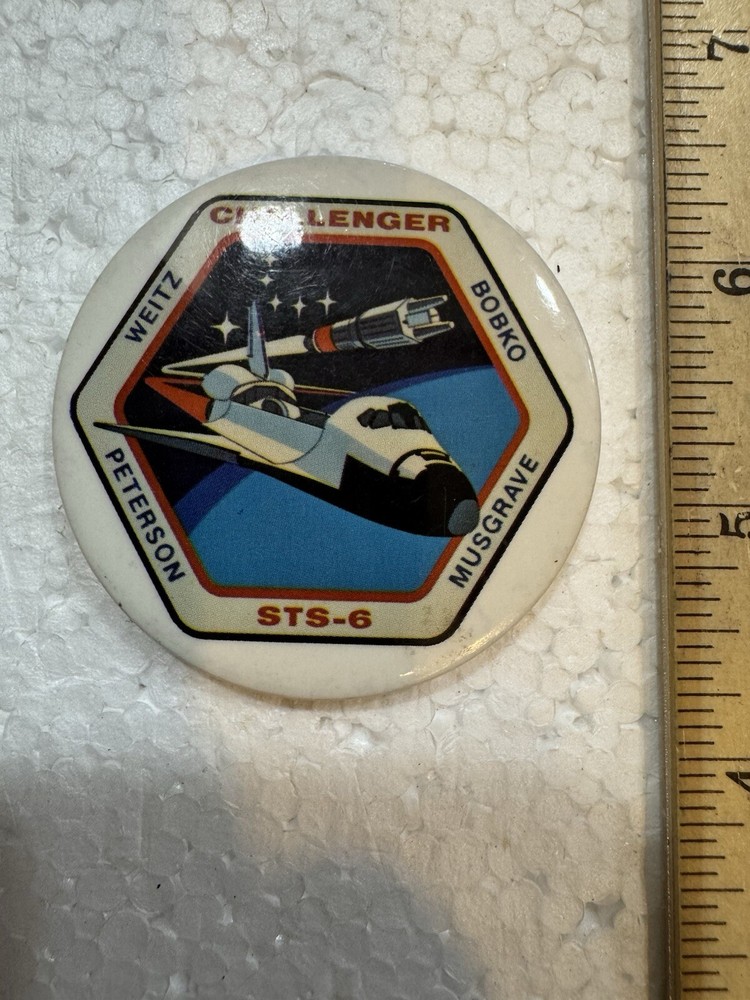 CHALLENGER
WEITZ
BOBKO
PETERSON
MUSGRAVE
STS-6
7
6
5
4